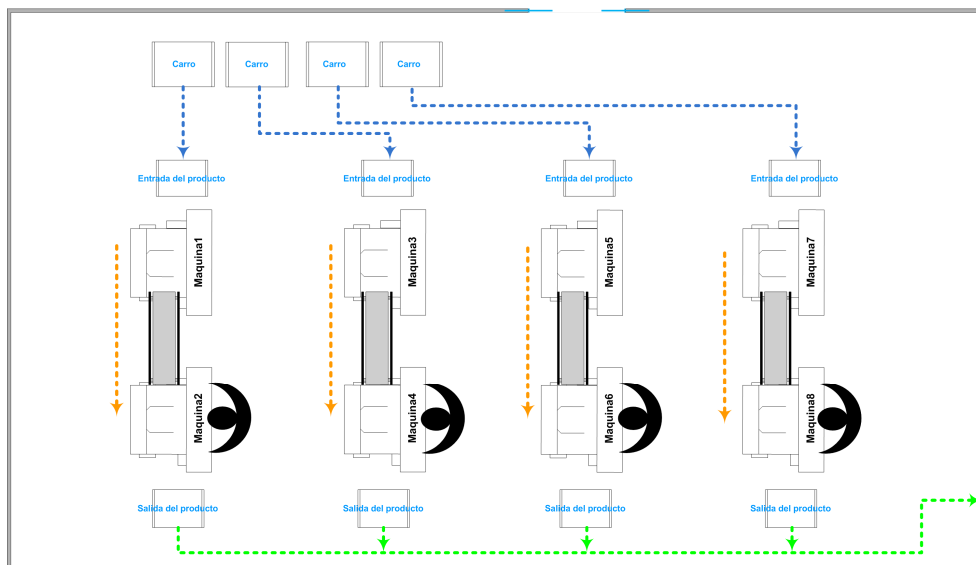 Carro
Carro
Carro
Carro
Entrada del producto
Entrada del producto
Entrada del producto
Entrada del producto
Maquina1
Maquina3
Maquina5
Maquina7
Maquina2
Maquina4
Maquina6
Maquina8
Salida del producto
Salida del producto
Salida del producto
Salida del producto